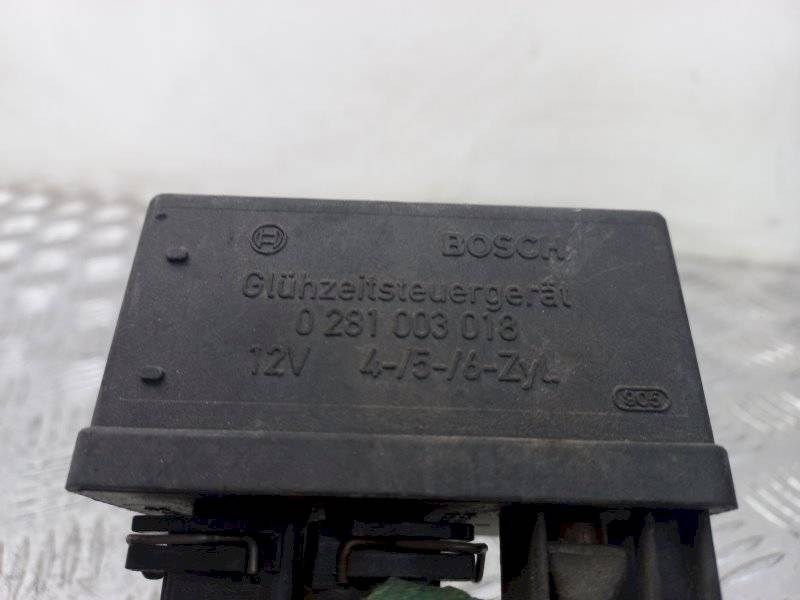 BOSCH
Glühzeitsteuergerät
0 281 003 018
12V 4-/5-/6-Zyl.
905